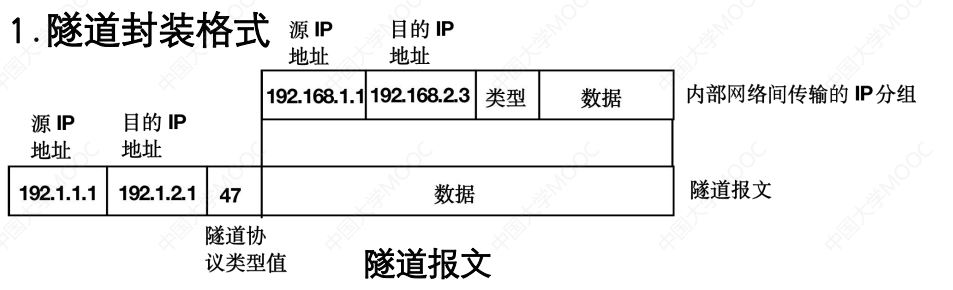 1.隧道封装格式
源 IP
地址
目的 IP
地址
192.168.1.1 192.168.2.3 类型 数据 内部网络间传输的 IP 分组
源 IP
地址
目的 IP
地址
192.1.1.1 192.1.2.1 47 数据 隧道报文
隧道协
议类型值
隧道报文
中国大学MOOC